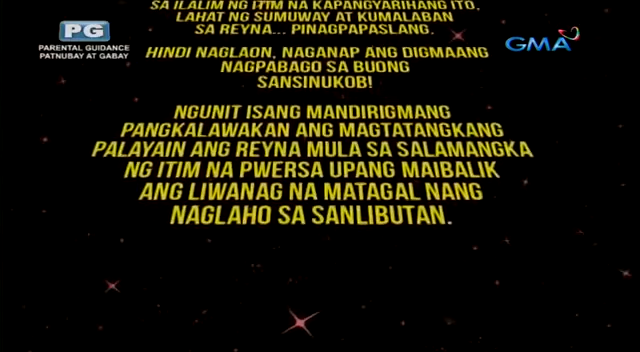 SA ILALIM NG ITIM NA KAPANGYARIHANG ITO,
LAHAT NG SUMUWAY AT KUMALABAN
SA REYNA... PINAGPAPASLANG.
HINDI NAGLAON, NAGANAP ANG DIGMAANG
NAGPABAGO SA BUONG
SANSINUKOB!
NGUNIT ISANG MANDIRIGMANG
PANGKALAWAKAN ANG MAGTATANGKANG
PALAYAIN ANG REYNA MULA SA SALAMANGKA
NG ITIM NA PWERSA UPANG MAIBALIK
ANG LIWANAG NA MATAGAL NANG
NAGLAHO SA SANLIBUTAN.
PG
PARENTAL GUIDANCE
PATNUBAY AT GABAY
GMA